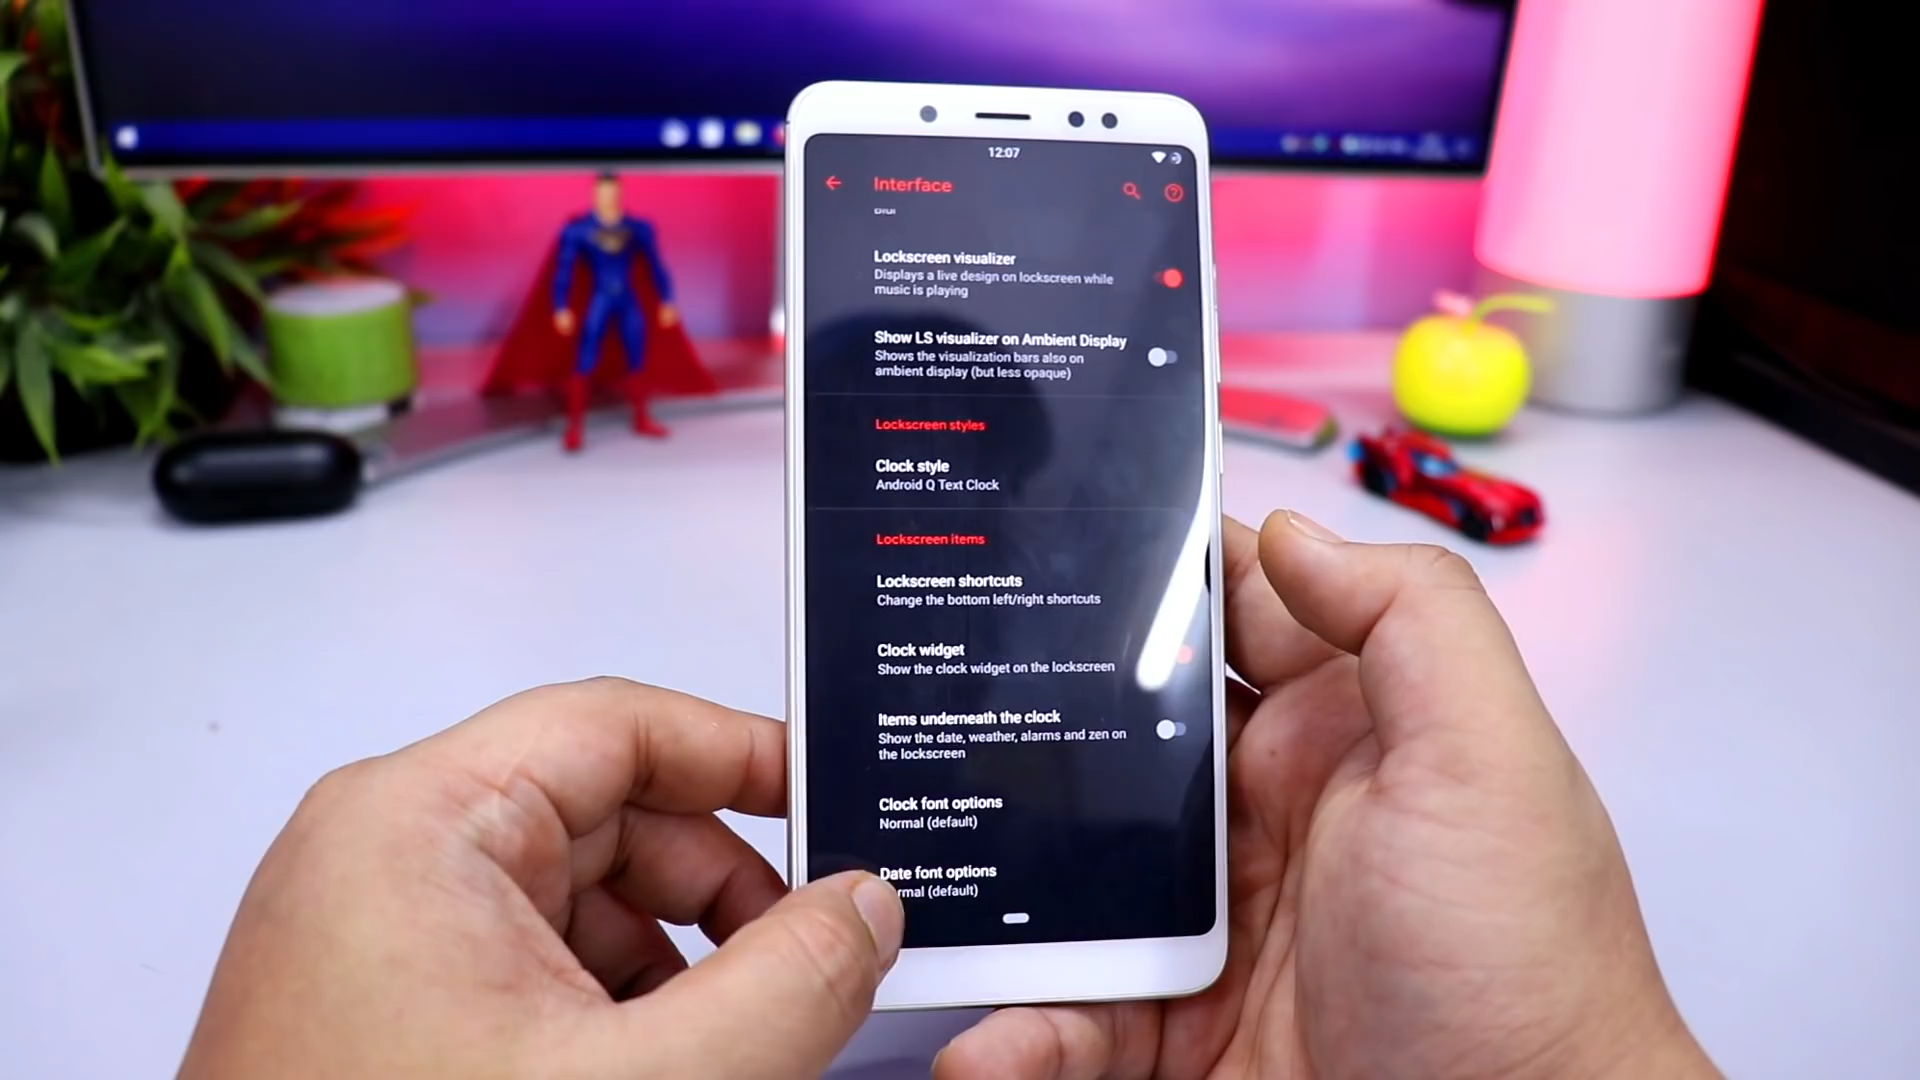 12:07
Interface
Blur
Lockscreen visualizer
Displays a live design on lockscreen while
music is playing
Show LS visualizer on Ambient Display
Shows the visualization bars also on
ambient display (but less opaque)
Lockscreen styles
Clock style
Android Q Text Clock
Lockscreen items
Lockscreen shortcuts
Change the bottom left/right shortcuts
Clock widget
Show the clock widget on the lockscreen
Items underneath the clock
Show the date, weather, alarms and zen on
the lockscreen
Clock font options
Normal (default)
Date font options
rmal (default)